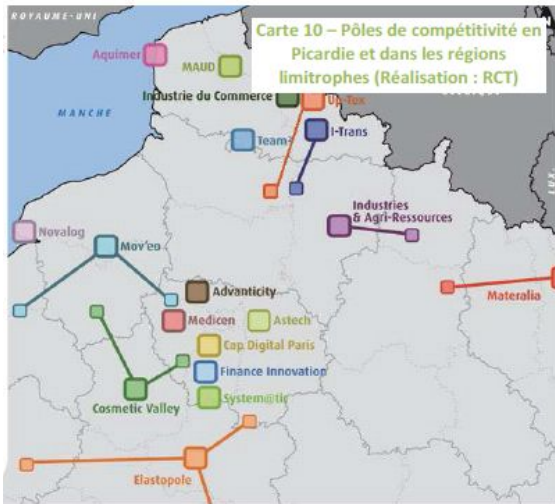 ROYAUME-UNI
Carte 10 – Pôles de compétitivité en
Picardie et dans les régions
limitrophes (Réalisation : RCT)
Aquimer
MAUD
Industrie du Commerce
Up-Tex
MANCHE
Team
I-Trans
LUX.
Industries
& Agri-Ressources
Novalog
Mov'eo
Materalia
Advanticity
Medicen
Astech
Cap Digital Paris
Finance Innovation
Cosmetic Valley
System@tic
Elastopole